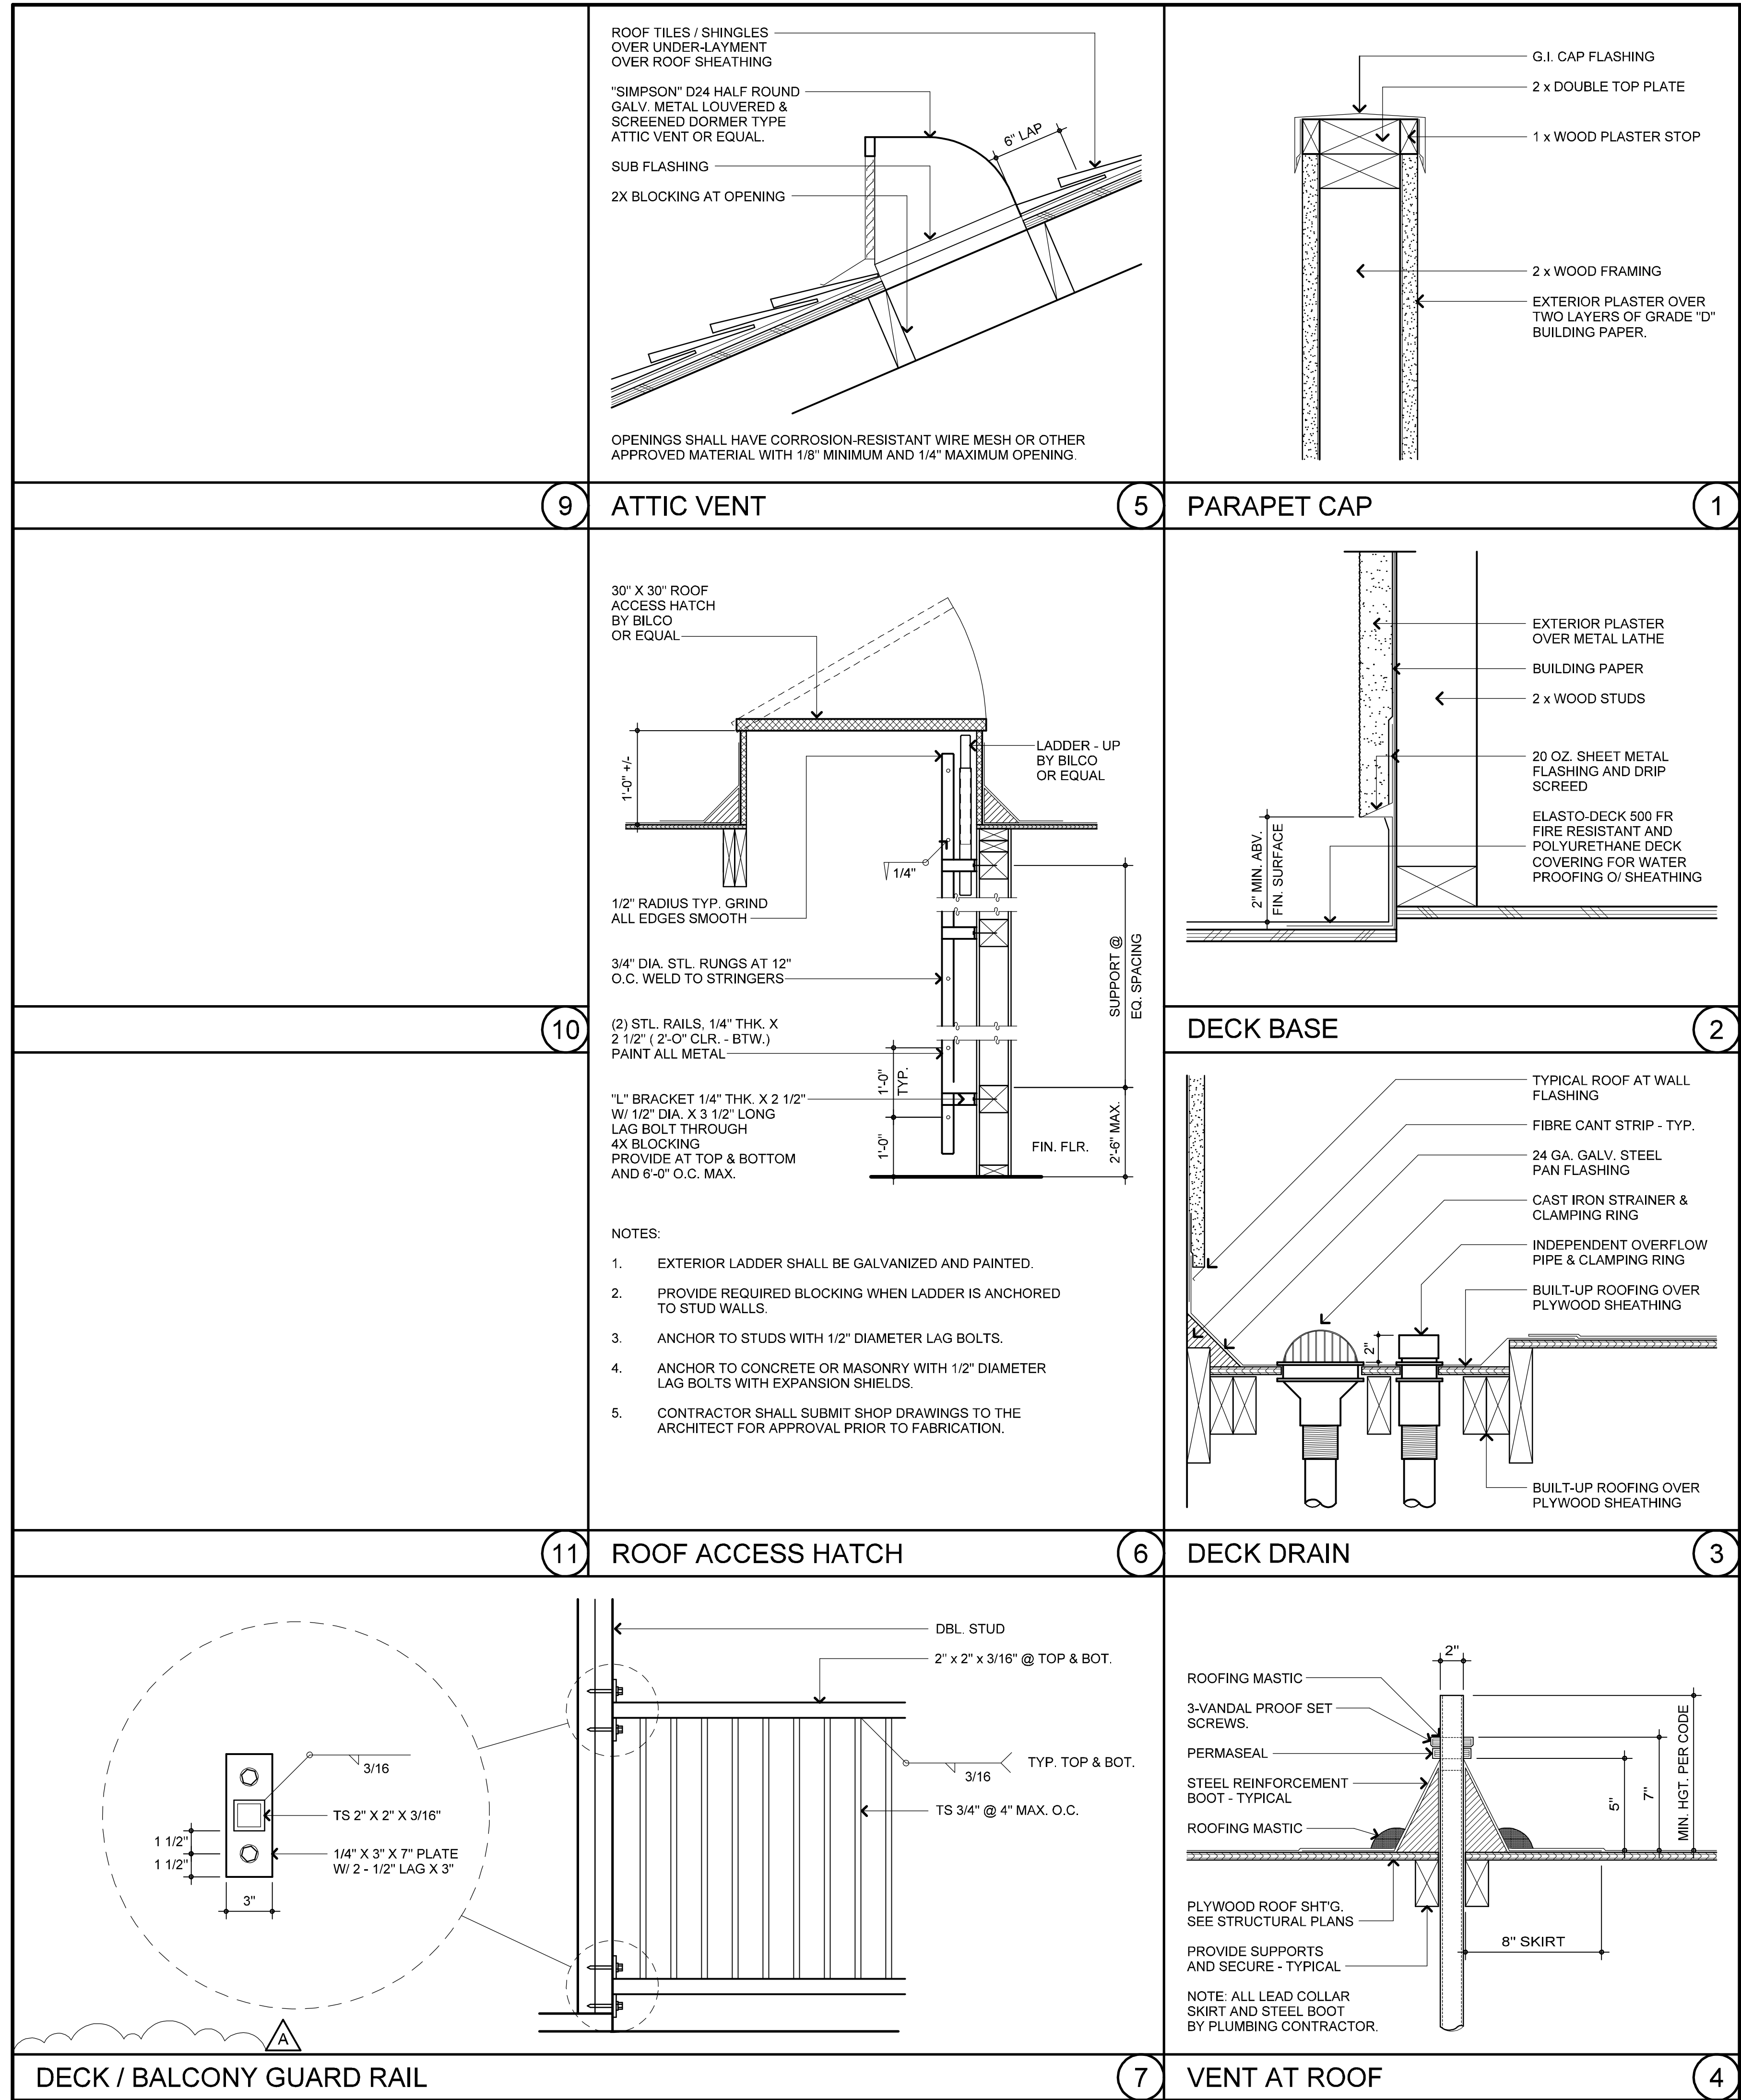 ROOF TILES / SHINGLES
OVER UNDER-LAYMENT
OVER ROOF SHEATHING
"SIMPSON" D24 HALF ROUND
GALV. METAL LOUVERED &
SCREENED DORMER TYPE
ATTIC VENT OR EQUAL.
SUB FLASHING
2X BLOCKING AT OPENING
6" LAP
OPENINGS SHALL HAVE CORROSION-RESISTANT WIRE MESH OR OTHER
APPROVED MATERIAL WITH 1/8" MINIMUM AND 1/4" MAXIMUM OPENING.
G.I. CAP FLASHING
2 x DOUBLE TOP PLATE
1 x WOOD PLASTER STOP
2 x WOOD FRAMING
EXTERIOR PLASTER OVER
TWO LAYERS OF GRADE "D"
BUILDING PAPER.
9
ATTIC VENT
5
PARAPET CAP
1
30" X 30" ROOF
ACCESS HATCH
BY BILCO
OR EQUAL
1'-0" +/-
LADDER - UP
BY BILCO
OR EQUAL
1/4"
1/2" RADIUS TYP. GRIND
ALL EDGES SMOOTH
3/4" DIA. STL. RUNGS AT 12"
O.C. WELD TO STRINGERS
(2) STL. RAILS, 1/4" THK. X
2 1/2" ( 2'-O" CLR. - BTW.)
PAINT ALL METAL
"L" BRACKET 1/4" THK. X 2 1/2"
W/ 1/2" DIA. X 3 1/2" LONG
LAG BOLT THROUGH
4X BLOCKING
PROVIDE AT TOP & BOTTOM
AND 6'-0" O.C. MAX.
1'-0"
TYP.
1'-0"
SUPPORT @
EQ. SPACING
2'-6" MAX.
FIN. FLR.
NOTES:
1. EXTERIOR LADDER SHALL BE GALVANIZED AND PAINTED.
2. PROVIDE REQUIRED BLOCKING WHEN LADDER IS ANCHORED
TO STUD WALLS.
3. ANCHOR TO STUDS WITH 1/2" DIAMETER LAG BOLTS.
4. ANCHOR TO CONCRETE OR MASONRY WITH 1/2" DIAMETER
LAG BOLTS WITH EXPANSION SHIELDS.
5. CONTRACTOR SHALL SUBMIT SHOP DRAWINGS TO THE
ARCHITECT FOR APPROVAL PRIOR TO FABRICATION.
EXTERIOR PLASTER
OVER METAL LATHE
BUILDING PAPER
2 x WOOD STUDS
20 OZ. SHEET METAL
FLASHING AND DRIP
SCREED
ELASTO-DECK 500 FR
FIRE RESISTANT AND
POLYURETHANE DECK
COVERING FOR WATER
PROOFING O/ SHEATHING
2" MIN. ABV.
FIN. SURFACE
10
DECK BASE
2
TYPICAL ROOF AT WALL
FLASHING
FIBRE CANT STRIP - TYP.
24 GA. GALV. STEEL
PAN FLASHING
CAST IRON STRAINER &
CLAMPING RING
INDEPENDENT OVERFLOW
PIPE & CLAMPING RING
BUILT-UP ROOFING OVER
PLYWOOD SHEATHING
2"
BUILT-UP ROOFING OVER
PLYWOOD SHEATHING
11
ROOF ACCESS HATCH
6
DECK DRAIN
3
DBL. STUD
2" x 2" x 3/16" @ TOP & BOT.
3/16
TYP. TOP & BOT.
TS 3/4" @ 4" MAX. O.C.
3/16
TS 2" X 2" X 3/16"
1/4" X 3" X 7" PLATE
W/ 2 - 1/2" LAG X 3"
1 1/2"
1 1/2"
3"
A
2"
ROOFING MASTIC
3-VANDAL PROOF SET
SCREWS.
PERMASEAL
STEEL REINFORCEMENT
BOOT - TYPICAL
ROOFING MASTIC
5"
7"
MIN. HGT. PER CODE
PLYWOOD ROOF SHT'G.
SEE STRUCTURAL PLANS
PROVIDE SUPPORTS
AND SECURE - TYPICAL
8" SKIRT
NOTE: ALL LEAD COLLAR
SKIRT AND STEEL BOOT
BY PLUMBING CONTRACTOR.
DECK / BALCONY GUARD RAIL
7
VENT AT ROOF
4